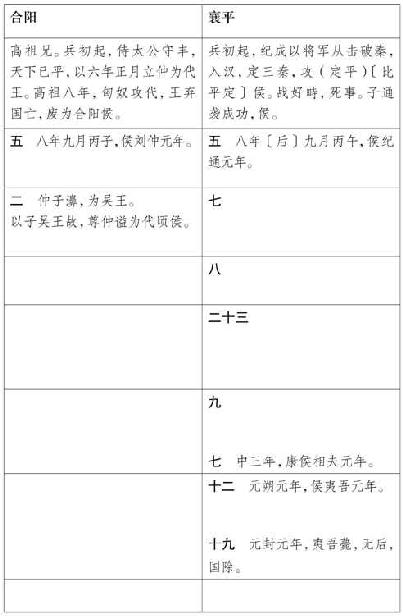 合阳
高祖兄。兵初起，侍太公守丰，
天下已平，以六年正月立仲为代
王。高祖八年，匈奴攻代，王弃
国亡，废为合阳侯。
五 八年九月丙子，侯刘仲元年。
二 仲子濞，为吴王。
以子吴王故，尊仲谥为代顷侯。
襄平
兵初起，纪成以将军从击破秦，
入汉，定三秦，功（定平）〔比
平定〕侯。战好畤，死事。子通
袭成功，侯。
五 八年〔后〕九月丙午，侯纪
通元年。
七
八
二十三
九
七 中三年，康侯相夫元年。
十二 元朔元年，侯夷吾元年。
十九 元封元年，夷吾薨，无后，
国除。